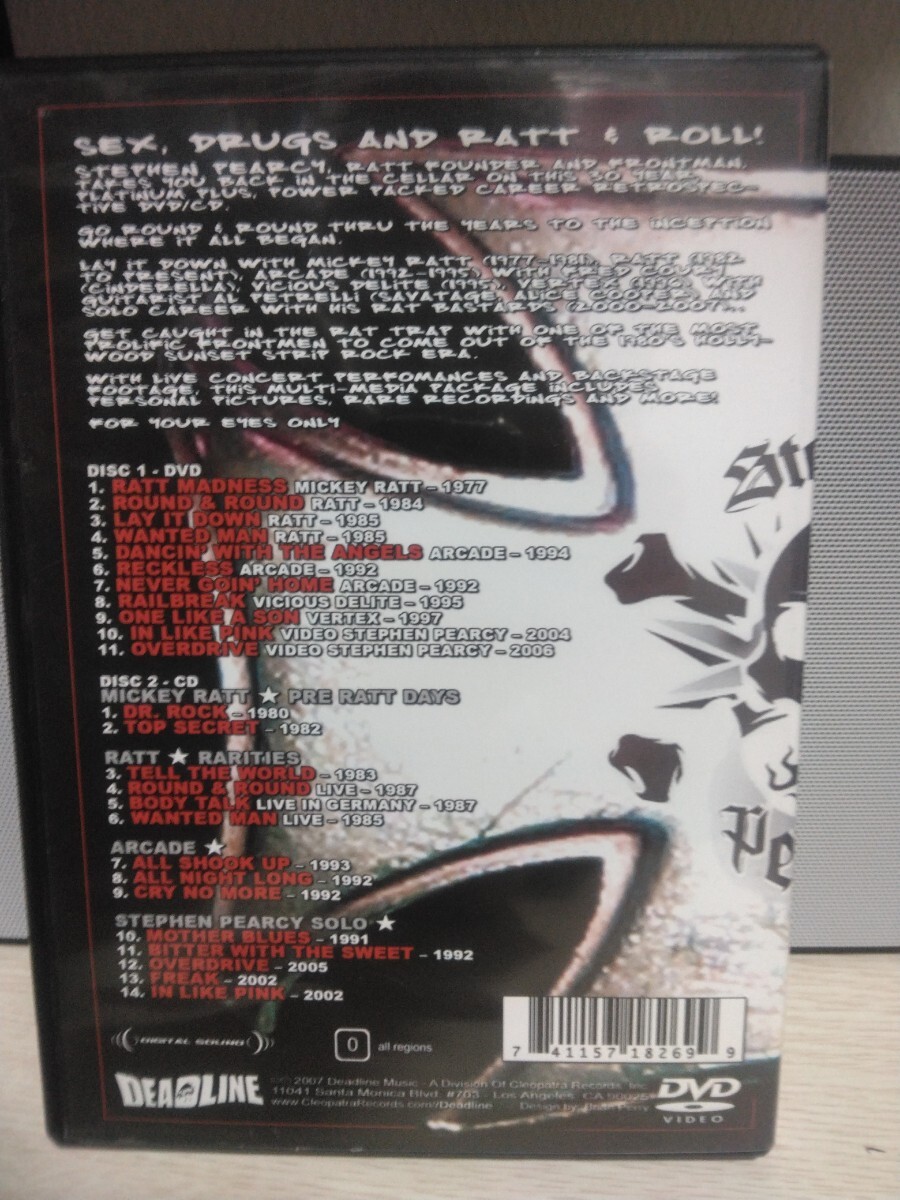 SEX, DRUGS AND RATT & ROLL!
STEPHEN PEARCY, RATT FOUNDER AND FRONTMAN,
TAKES YOU BACK IN THE CELLAR ON THIS 30 YEAR,
PLATINUM PLUS, POWER PACKED CAREER RETROSPEC-
TIVE DVD/CD.
GO ROUND & ROUND THRU THE YEARS TO THE INCEPTION
WHERE IT ALL BEGAN.
LAY IT DOWN WITH MICKEY RATT (1977-1981), RATT (1982
TO PRESENT), ARCADE (1992-1995) WITH FRED COURY
(CINDERELLA), VICIOUS DELITE (1995), VERTEX (1996) WITH
GUITARIST AL PETRELLI (SAVATAGE, ALICE COOPER) AND
SOLO CAREER WITH HIS RAT BASTARDS (2000-2007)...
GET CAUGHT IN THE RAT TRAP WITH ONE OF THE MOST
PROLIFIC FRONTMEN TO COME OUT OF THE 1980'S HOLLY-
WOOD SUNSET STRIP ROCK ERA.
WITH LIVE CONCERT PERFOMANCES AND BACKSTAGE
FOOTAGE, THIS MULTI-MEDIA PACKAGE INCLUDES
PERSONAL PICTURES, RARE RECORDINGS AND MORE!
FOR YOUR EYES ONLY
DISC 1 - DVD
1. RATT MADNESS MICKEY RATT – 1977
2. ROUND & ROUND RATT – 1984
3. LAY IT DOWN RATT – 1985
4. WANTED MAN RATT – 1985
5. DANCIN' WITH THE ANGELS ARCADE – 1994
6. RECKLESS ARCADE – 1992
7. NEVER GOIN' HOME ARCADE – 1992
8. RAILBREAK VICIOUS DELITE – 1995
9. ONE LIKE A SON VERTEX – 1997
10. IN LIKE PINK VIDEO STEPHEN PEARCY – 2004
11. OVERDRIVE VIDEO STEPHEN PEARCY – 2006
DISC 2 - CD
MICKEY RATT ★ PRE RATT DAYS
1. DR. ROCK – 1980
2. TOP SECRET – 1982
RATT ★ RARITIES
3. TELL THE WORLD – 1983
4. ROUND & ROUND LIVE – 1987
5. BODY TALK LIVE IN GERMANY – 1987
6. WANTED MAN LIVE – 1985
ARCADE ★
7. ALL SHOOK UP – 1993
8. ALL NIGHT LONG – 1992
9. CRY NO MORE – 1992
STEPHEN PEARCY SOLO ★
10. MOTHER BLUES – 1991
11. BITTER WITH THE SWEET – 1992
12. OVERDRIVE – 2005
13. FREAK – 2002
14. IN LIKE PINK – 2002
Ste
3
Pe
DIGITAL SOUND
0 all regions
7 41157 18269 9
DEADLINE
2007 Deadline Music - A Division Of Cleopatra Records, Inc.
11041 Santa Monica Blvd. #703 - Los Angeles, CA 90025
www.CleopatraRecords.com/Deadline Design by: Perry
DVD
VIDEO